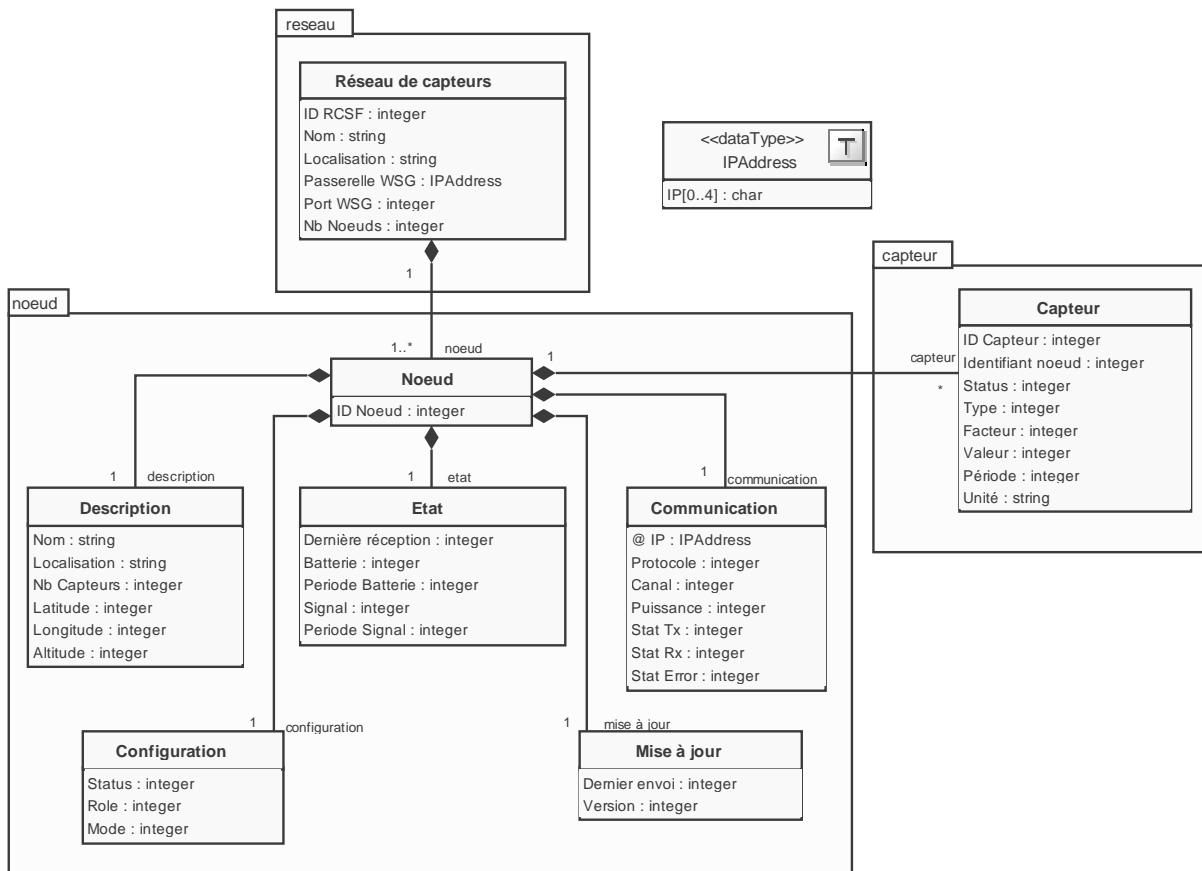 reseau
Réseau de capteurs
ID RCSF : integer
Nom : string
Localisation : string
Passerelle WSG : IPAddress
Port WSG : integer
Nb Noeuds : integer
1
<<dataType>>
T
IPAddress
IP[0..4] : char
capteur
Capteur
ID Capteur : integer
Identifiant noeud : integer
Status : integer
Type : integer
Facteur : integer
Valeur : integer
Période : integer
Unité : string
noeud
1..*
noeud
1
capteur
*
Noeud
ID Noeud : integer
1
description
1
etat
1
communication
Description
Nom : string
Localisation : string
Nb Capteurs : integer
Latitude : integer
Longitude : integer
Altitude : integer
Etat
Dernière réception : integer
Batterie : integer
Periode Batterie : integer
Signal : integer
Periode Signal : integer
Communication
@ IP : IPAddress
Protocole : integer
Canal : integer
Puissance : integer
Stat Tx : integer
Stat Rx : integer
Stat Error : integer
1
configuration
1
mise à jour
Configuration
Status : integer
Role : integer
Mode : integer
Mise à jour
Dernier envoi : integer
Version : integer